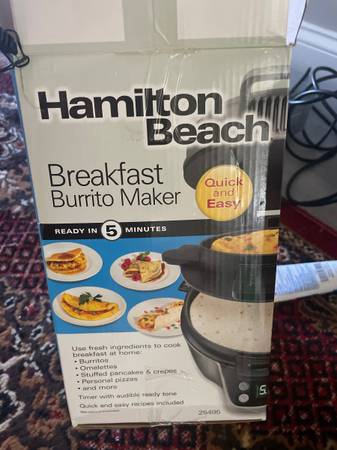 Hamilton
Beach
Breakfast
Burrito Maker
Quick
and
Easy
READY IN 5 MINUTES
Use fresh ingredients to cook
breakfast at home:
• Burritos
• Omelettes
• Stuffed pancakes & crepes
• Personal pizzas
• and more
Timer with audible ready tone
Quick and easy recipes included
25495